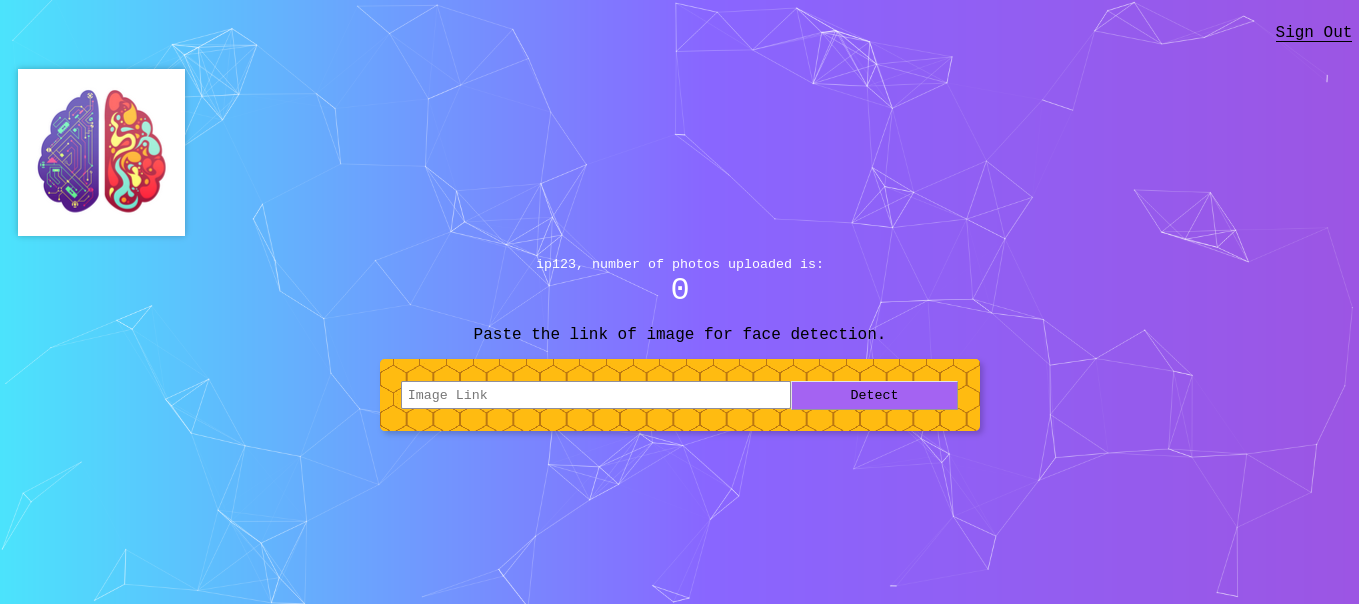 Sign Out
ip123, number of photos uploaded is:
0
Paste the link of image for face detection.
Image Link
Detect